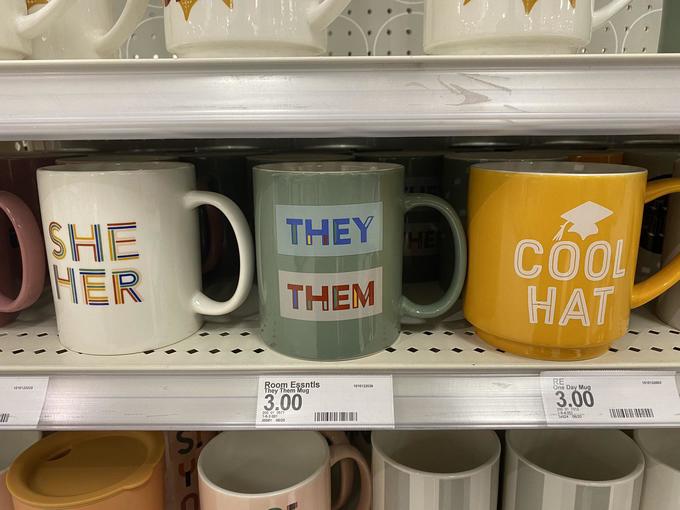 SHE
HER
THEY
THEM
COOL
HAT
Room Essntls
They Them Mug
3.00
RE
One Day Mug
3.00